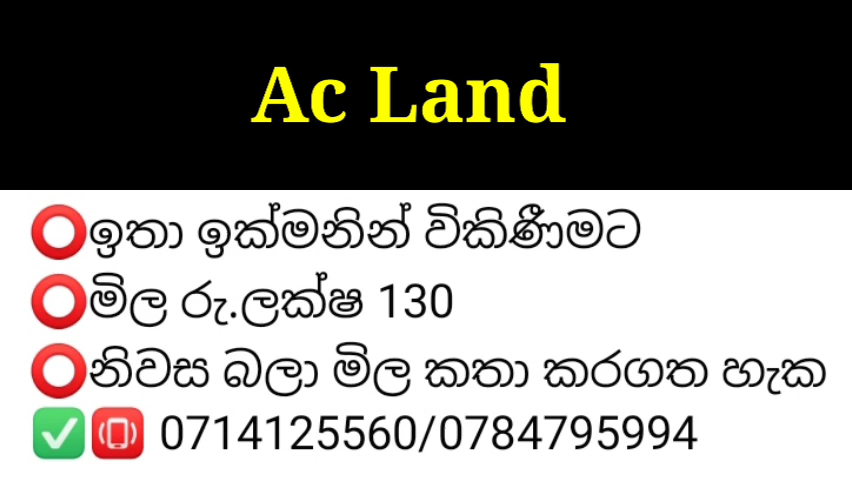 Ac Land
⭕ඉතා ඉක්මනින් විකිණීමට
⭕මිල රු.ලක්ෂ 130
⭕නිවස බලා මිල කතා කරගත හැක
✅📳 0714125560/0784795994